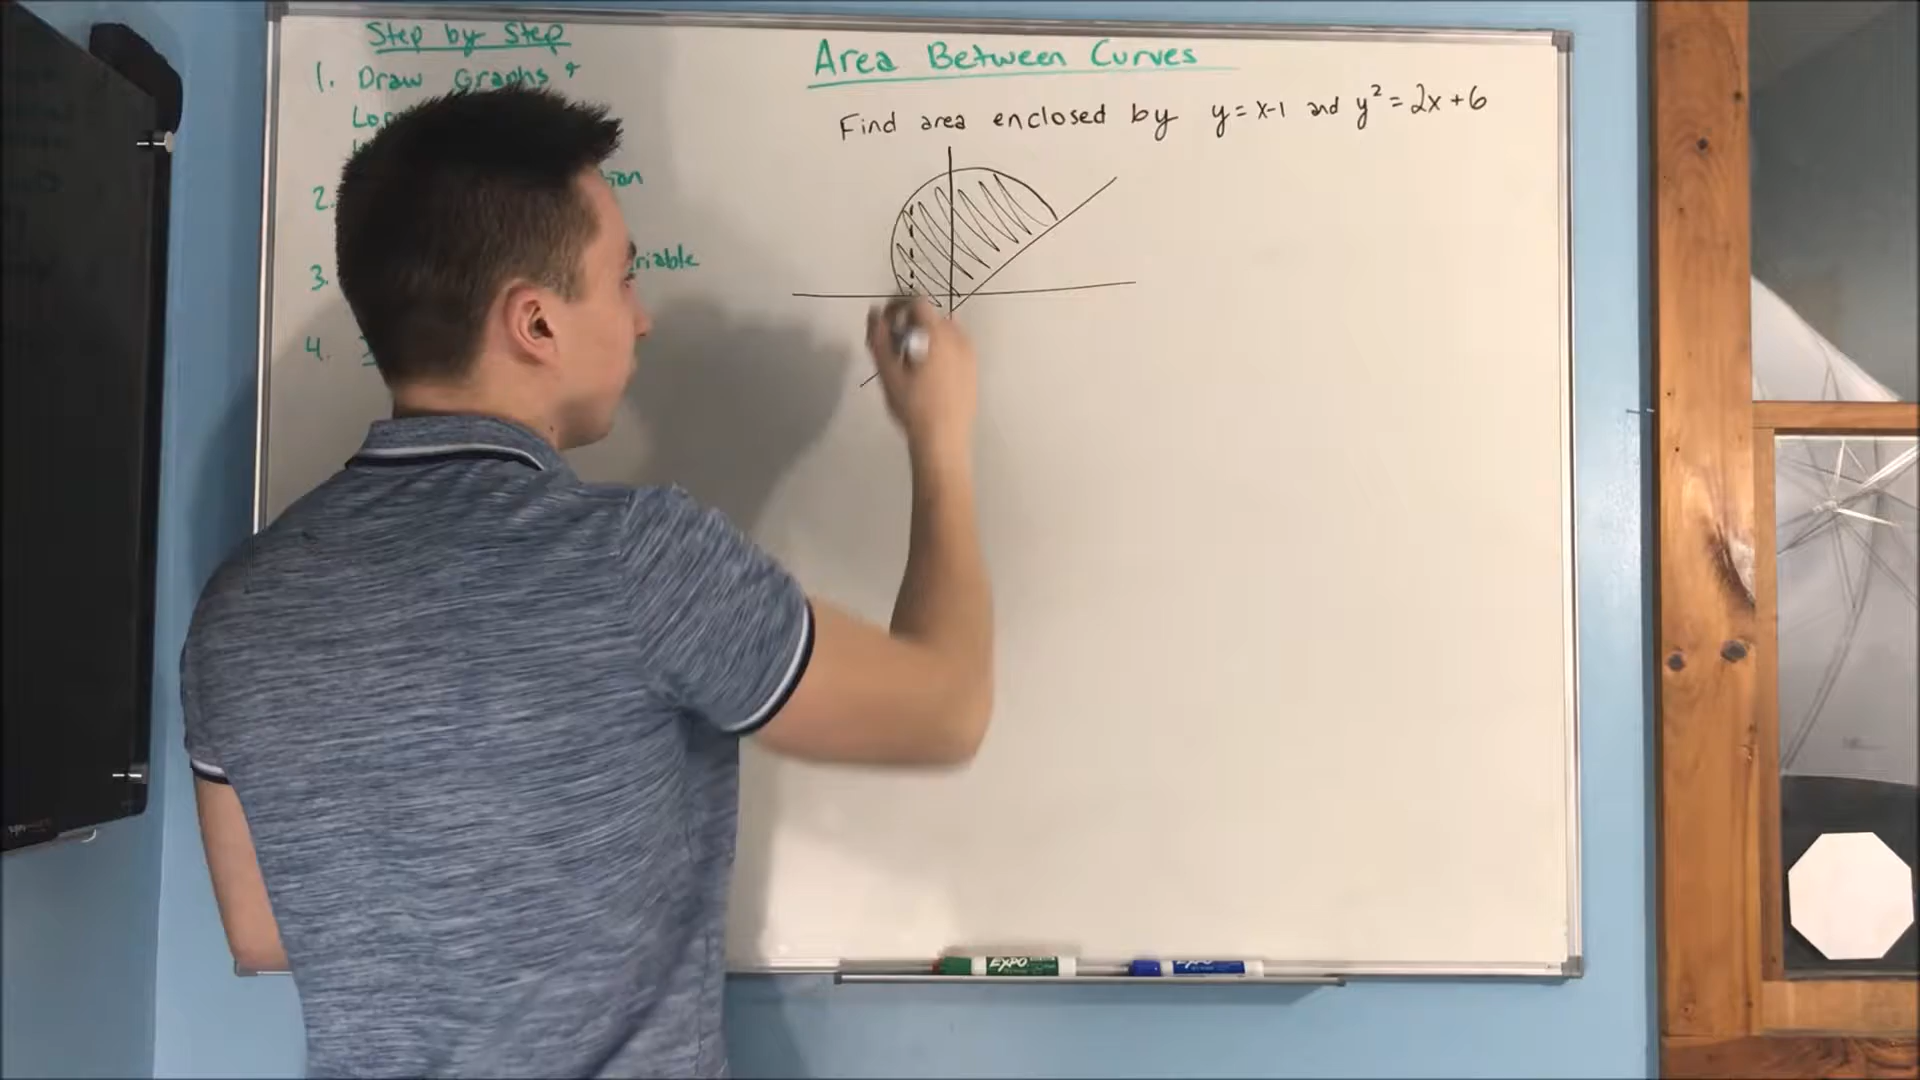 Step by Step
1. Draw Graphs +
2.
3. riable
4.
Area Between Curves
Find area enclosed by y = x-1 and y² = 2x + 6
EXPO
EXPO